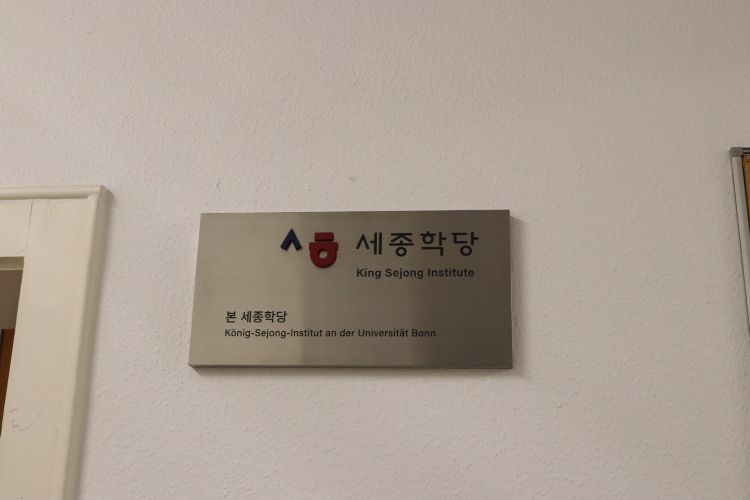 세종학당
King Sejong Institute
본 세종학당
König-Sejong-Institut an der Universität Bonn